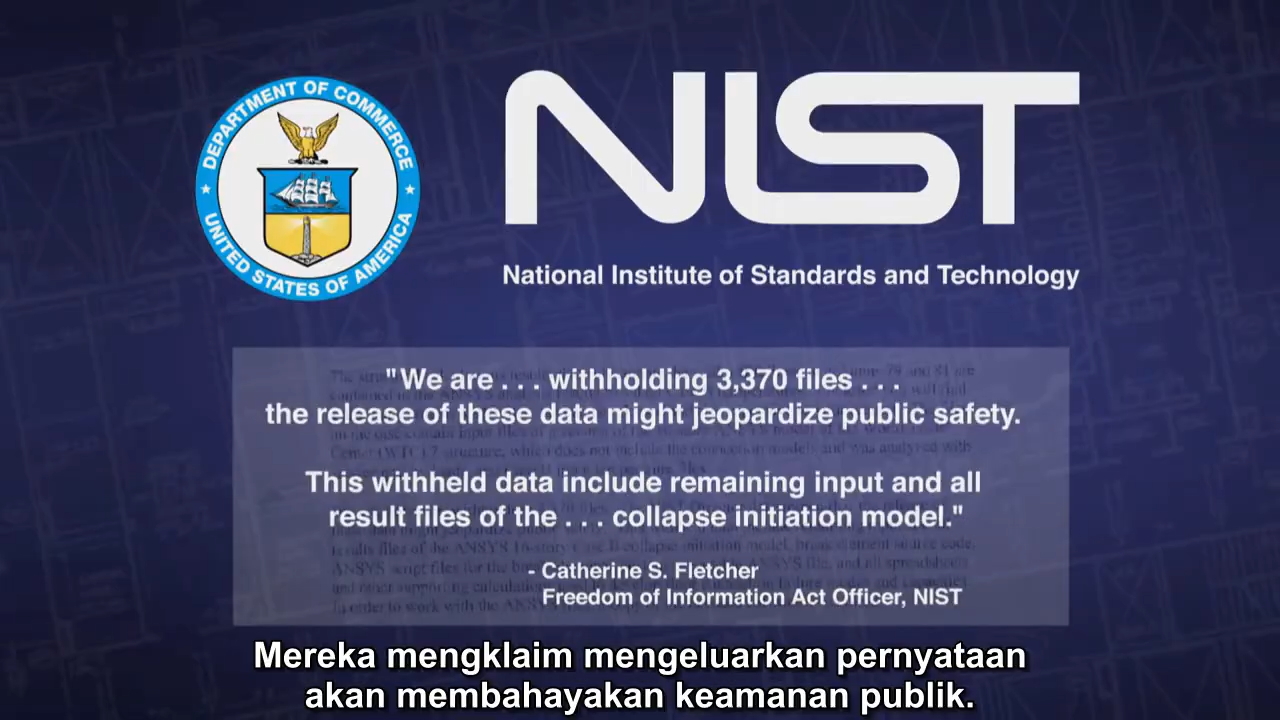 DEPARTMENT OF COMMERCE
UNITED STATES OF AMERICA
NIST
National Institute of Standards and Technology
"We are . . . withholding 3,370 files . . .
the release of these data might jeopardize public safety.
This withheld data include remaining input and all
result files of the . . . collapse initiation model."
- Catherine S. Fletcher
Freedom of Information Act Officer, NIST
Mereka mengklaim mengeluarkan pernyataan
akan membahayakan keamanan publik.